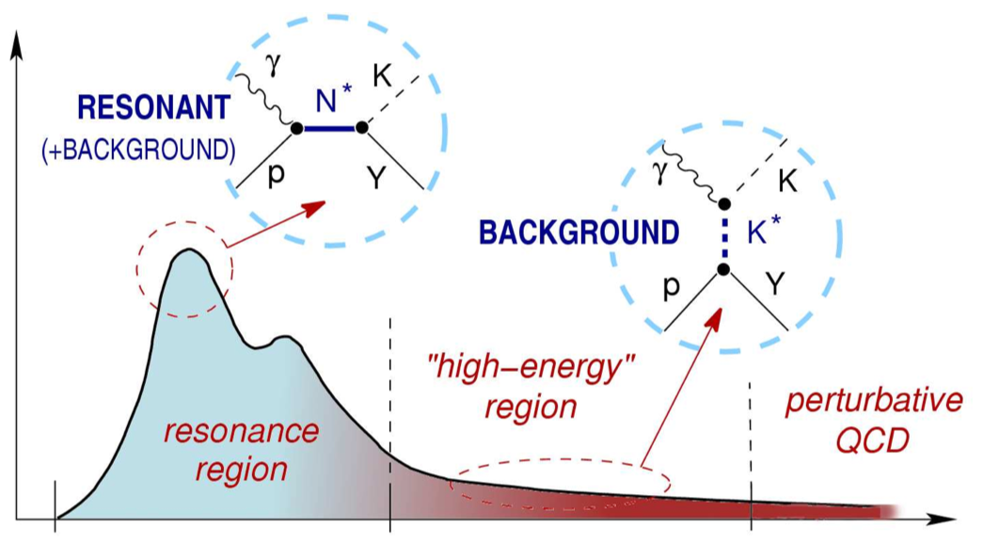 RESONANT
(+BACKGROUND)
γ
K
N*
p
Y
BACKGROUND
γ
K
K*
p
Y
"high−energy"
region
perturbative
QCD
resonance
region